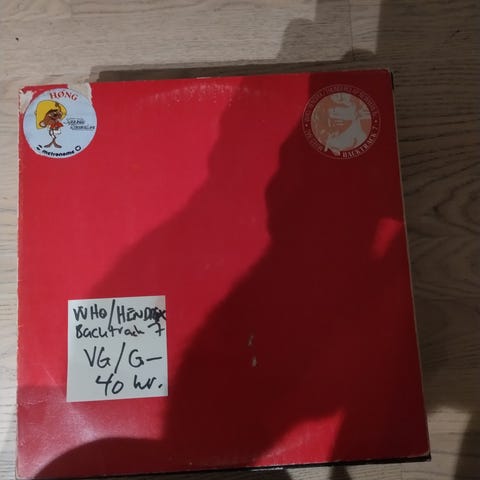 HØNG
metronome
BACKTRACK 7
WHO/HENDRIX
Backtrack 7
VG/G-
40 kr.